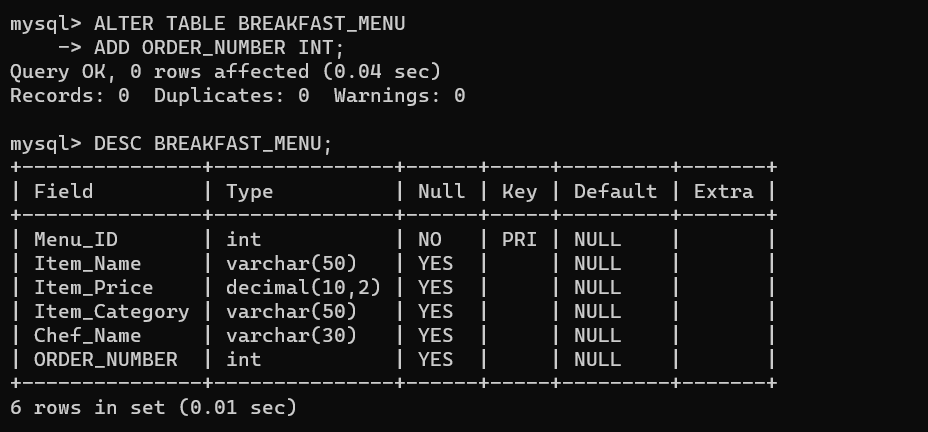 mysql> ALTER TABLE BREAKFAST_MENU
    -> ADD ORDER_NUMBER INT;
Query OK, 0 rows affected (0.04 sec)
Records: 0  Duplicates: 0  Warnings: 0

mysql> DESC BREAKFAST_MENU;
+---------------+---------------+------+-----+---------+-------+
| Field         | Type          | Null | Key | Default | Extra |
+---------------+---------------+------+-----+---------+-------+
| Menu_ID       | int           | NO   | PRI | NULL    |       |
| Item_Name     | varchar(50)   | YES  |     | NULL    |       |
| Item_Price    | decimal(10,2) | YES  |     | NULL    |       |
| Item_Category | varchar(50)   | YES  |     | NULL    |       |
| Chef_Name     | varchar(30)   | YES  |     | NULL    |       |
| ORDER_NUMBER  | int           | YES  |     | NULL    |       |
+---------------+---------------+------+-----+---------+-------+
6 rows in set (0.01 sec)